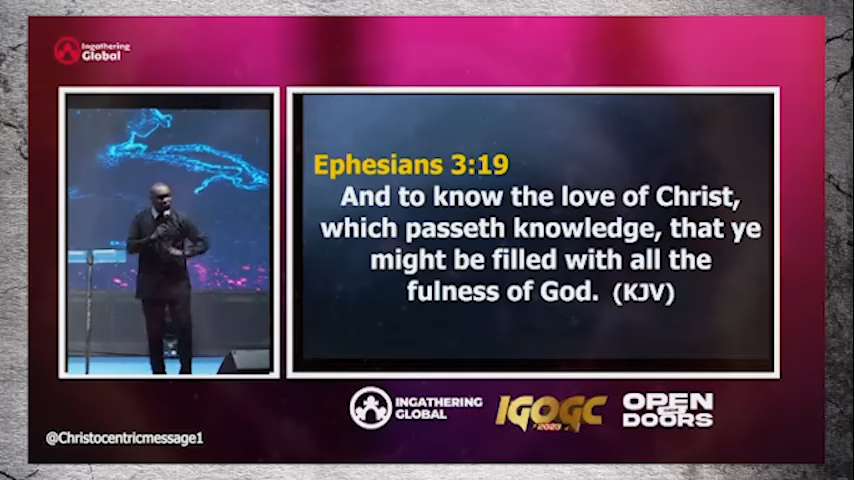 Ingathering
Global
Ephesians 3:19
And to know the love of Christ,
which passeth knowledge, that ye
might be filled with all the
fulness of God. (KJV)
INGATHERING
GLOBAL
IGOGC
OPEN
DOORS
@Christocentricmessage1